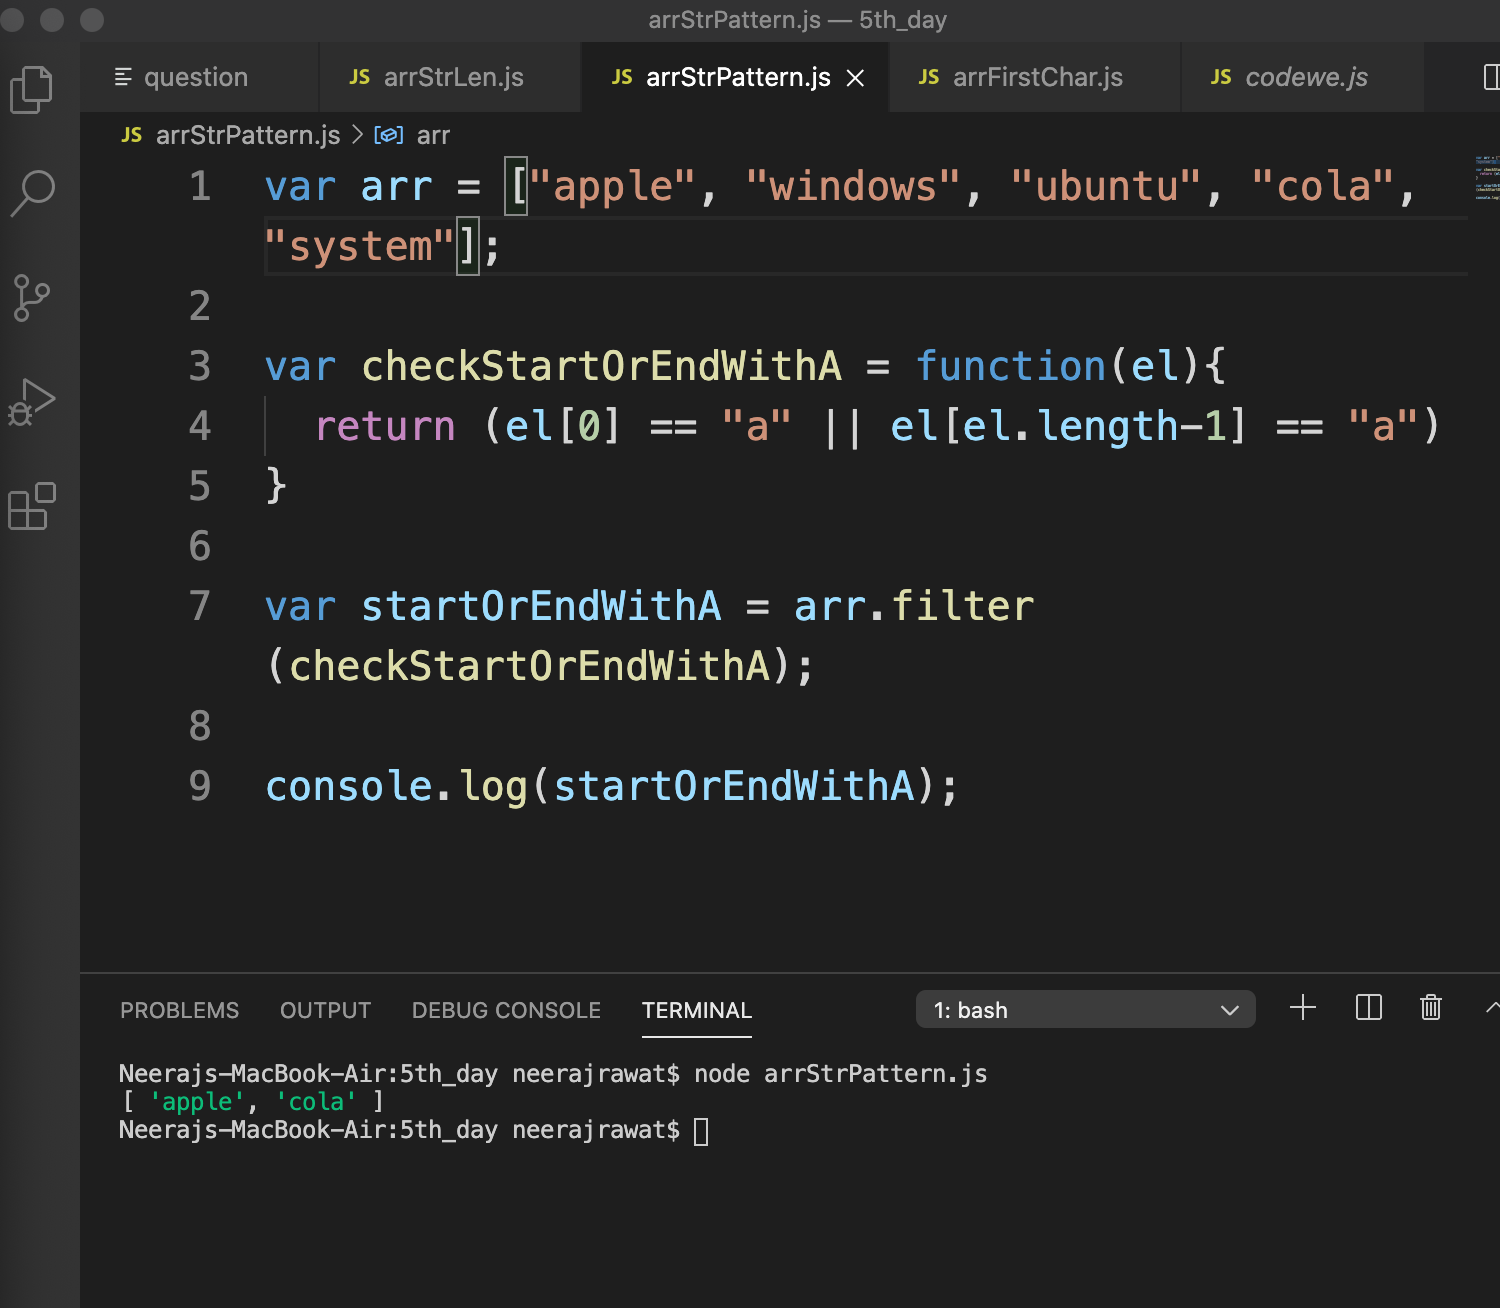 arrStrPattern.js — 5th_day
question JS arrStrLen.js JS arrStrPattern.js JS arrFirstChar.js JS codewe.js
JS arrStrPattern.js > arr
1 var arr = ["apple", "windows", "ubuntu", "cola",
"system"];
2
3 var checkStartOrEndWithA = function(el){
4 return (el[0] == "a" || el[el.length-1] == "a")
5 }
6
7 var startOrEndWithA = arr.filter
(checkStartOrEndWithA);
8
9 console.log(startOrEndWithA);
PROBLEMS OUTPUT DEBUG CONSOLE TERMINAL 1: bash
Neerajs-MacBook-Air:5th_day neerajrawat$ node arrStrPattern.js
[ 'apple', 'cola' ]
Neerajs-MacBook-Air:5th_day neerajrawat$